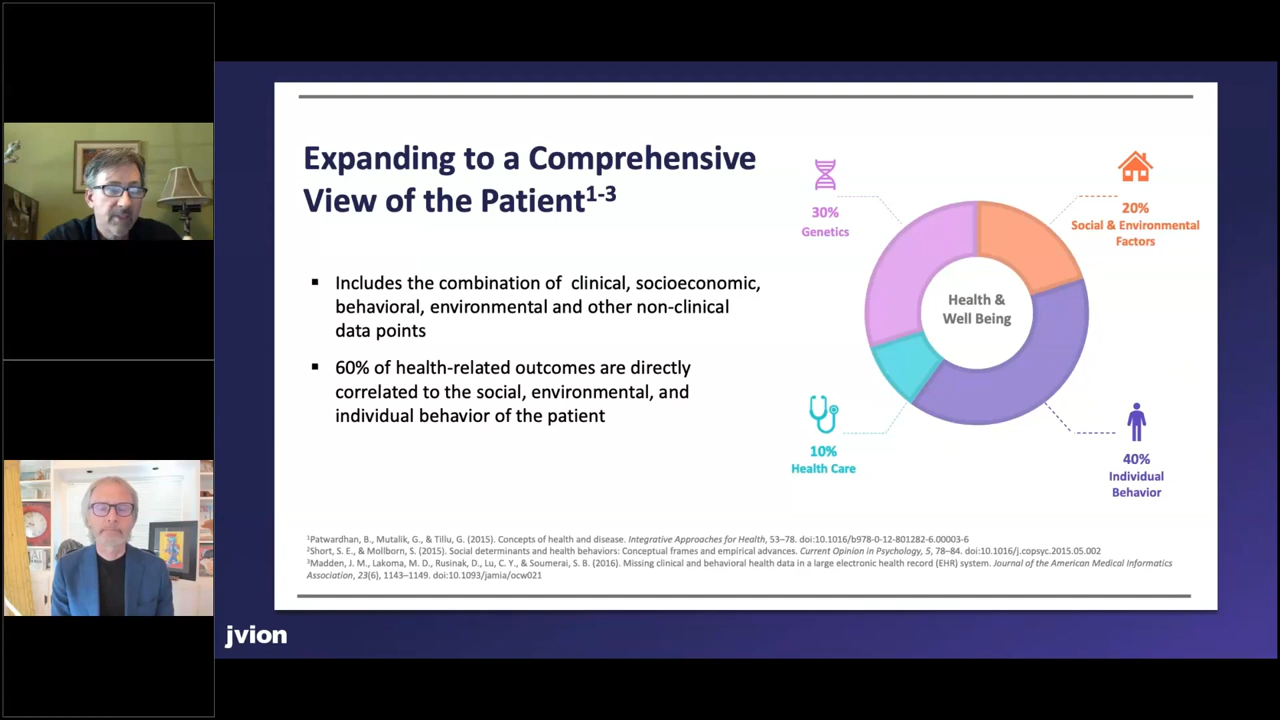 Expanding to a Comprehensive
View of the Patient1-3
Includes the combination of  clinical, socioeconomic,
behavioral, environmental and other non-clinical
data points
60% of health-related outcomes are directly
correlated to the social, environmental, and
individual behavior of the patient
30%
Genetics
20%
Social & Environmental
Factors
Health &
Well Being
10%
Health Care
40%
Individual
Behavior
1Patwardhan, B., Mutalik, G., & Tillu, G. (2015). Concepts of health and disease. Integrative Approaches for Health, 53–78. doi:10.1016/b978-0-12-801282-6.00003-6
2Short, S. E., & Mollborn, S. (2015). Social determinants and health behaviors: Conceptual frames and empirical advances. Current Opinion in Psychology, 5, 78–84. doi:10.1016/j.copsyc.2015.05.002
3Madden, J. M., Lakoma, M. D., Rusinak, D., Lu, C. Y., & Soumerai, S. B. (2016). Missing clinical and behavioral health data in a large electronic health record (EHR) system. Journal of the American Medical Informatics
Association, 23(6), 1143–1149. doi:10.1093/jamia/ocw021
jvion